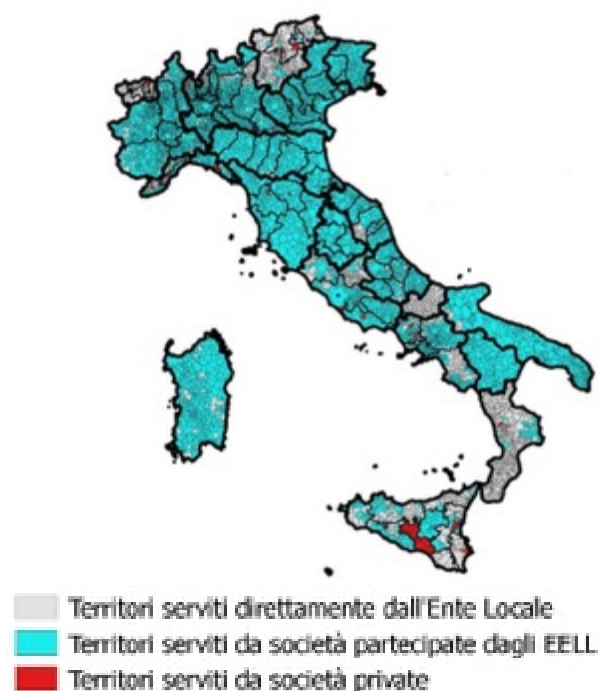 Territori serviti direttamente dall'Ente Locale
Territori serviti da società partecipate dagli EELL
Territori serviti da società private